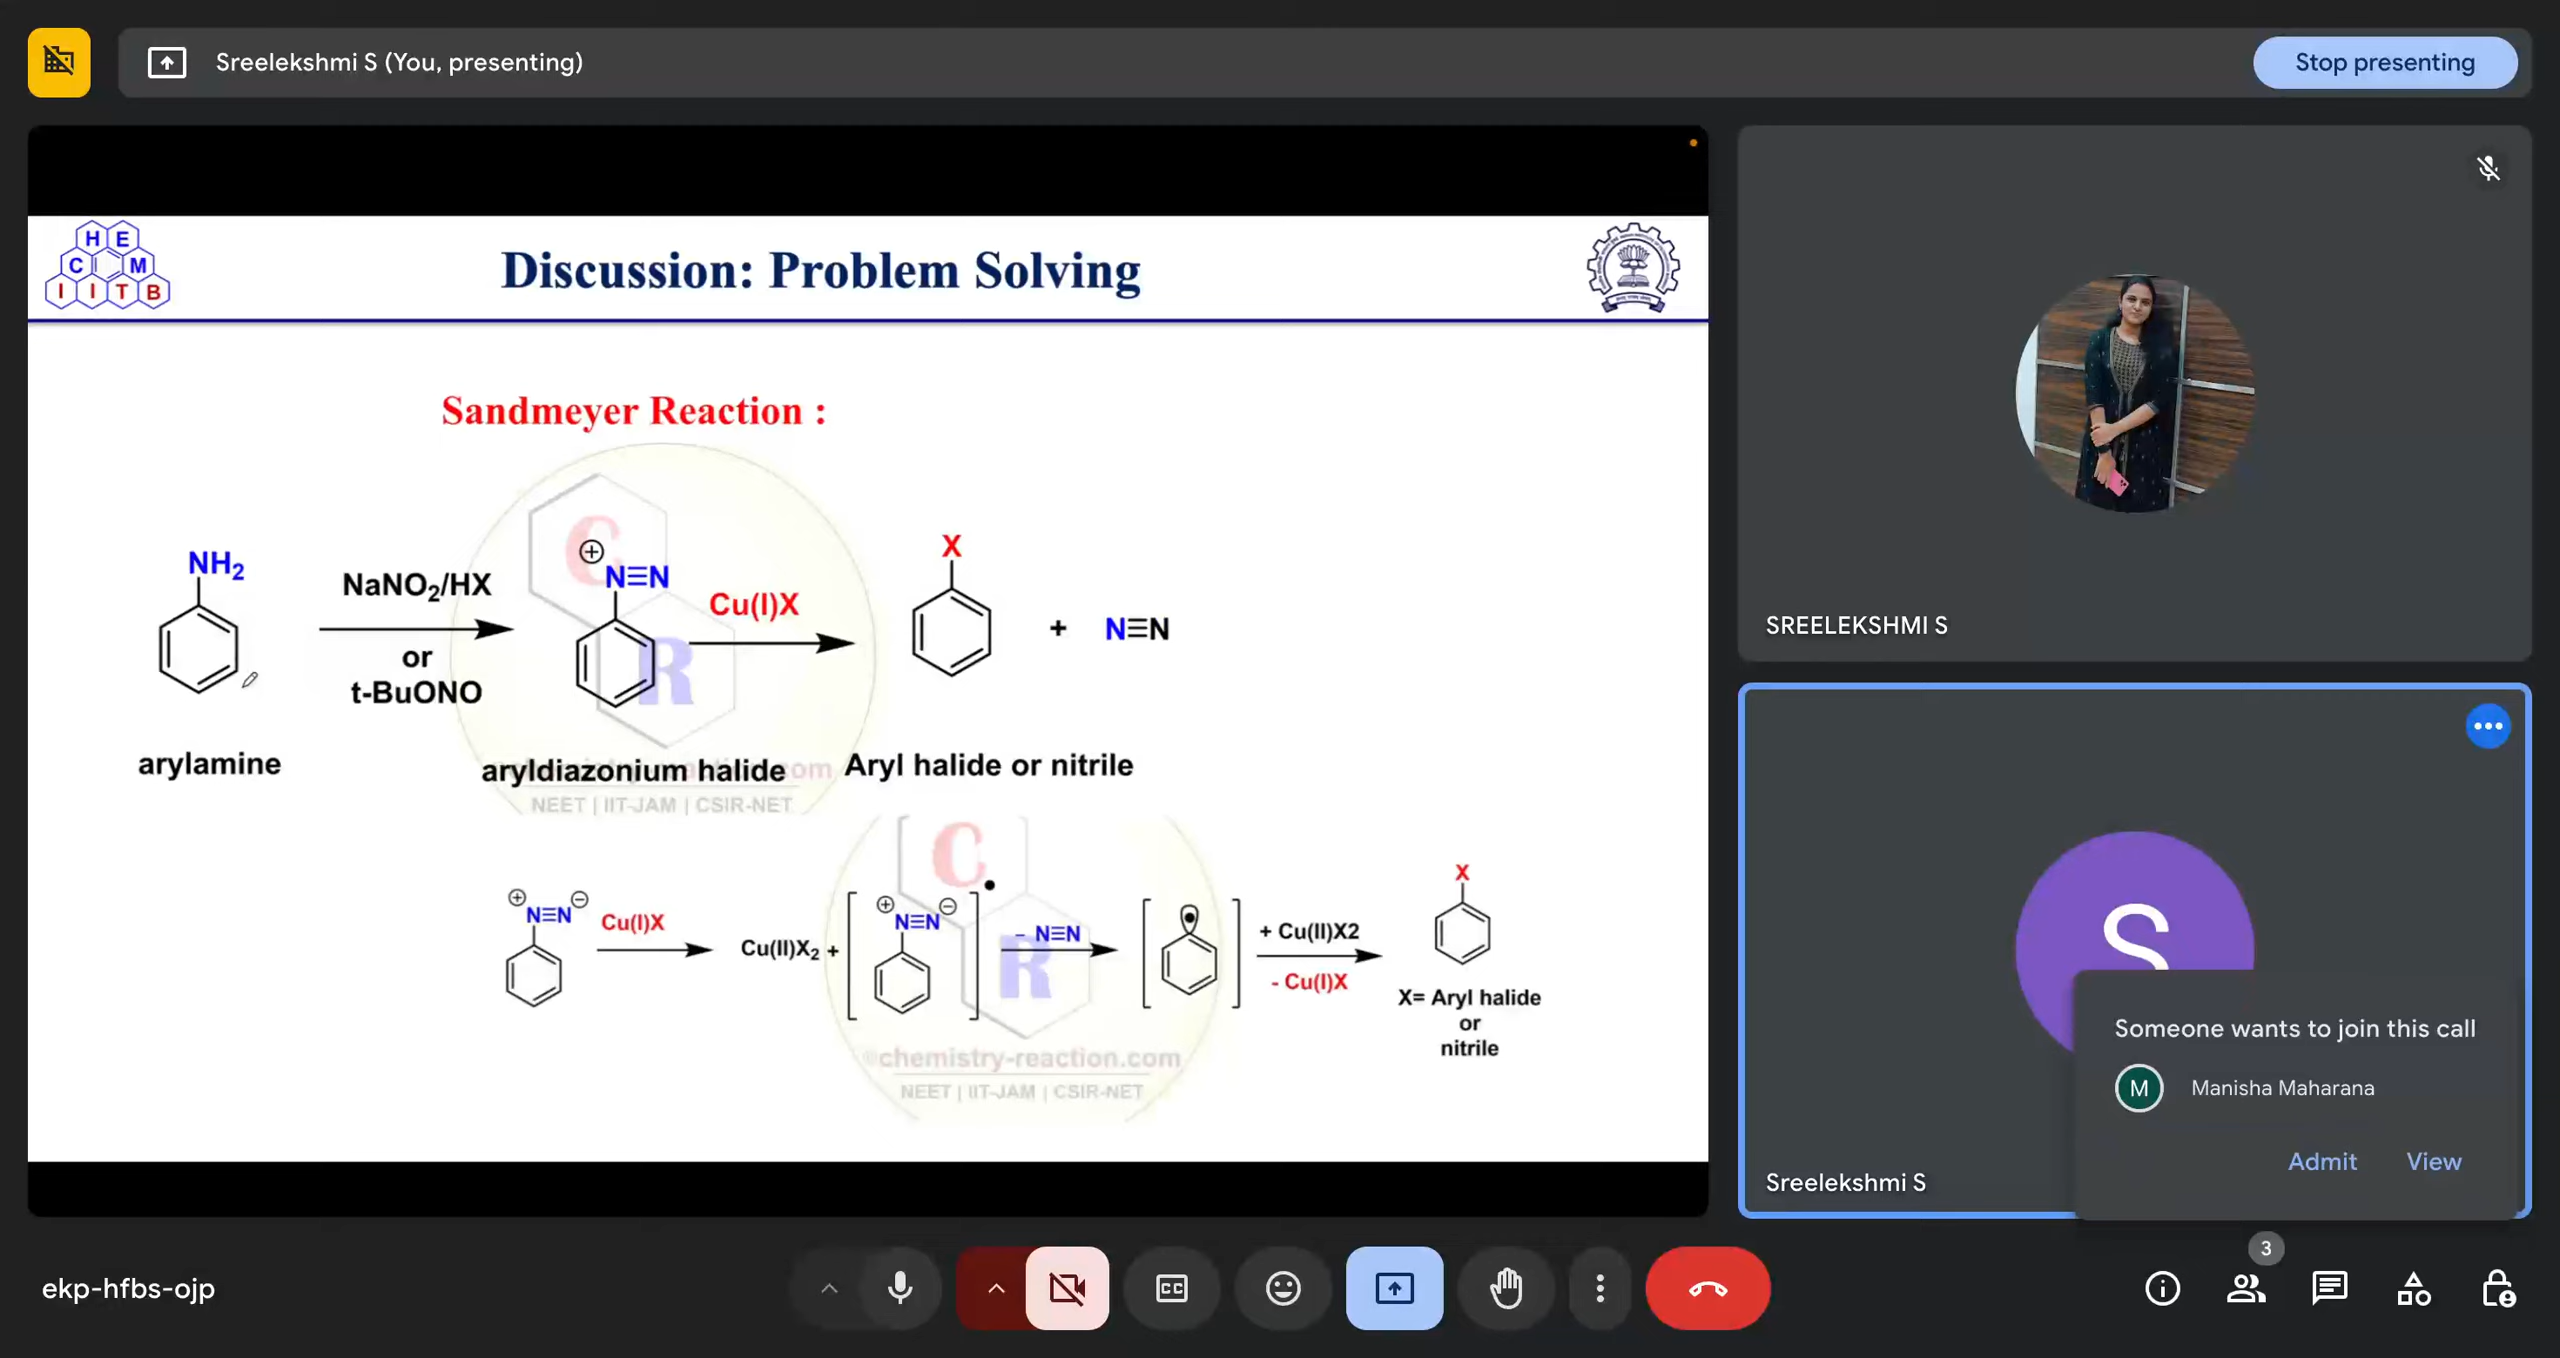 Sreelekshmi S (You, presenting)
Stop presenting
H E
C M
I I T B
Discussion: Problem Solving
Sandmeyer Reaction :
NH2
NaNO2/HX
or
t-BuONO
arylamine
⊕
N≡N
aryldiazonium halide
Cu(I)X
X
Aryl halide or nitrile
+ N≡N
C
R
NEET | IIT-JAM | CSIR-NET
⊕ ⊖
N≡N
Cu(I)X
Cu(II)X2 +
⊕ ⊖
N≡N
- N≡N
+ Cu(II)X2
- Cu(I)X
X
X= Aryl halide
or
nitrile
C
R
chemistry-reaction.com
NEET | IIT-JAM | CSIR-NET
SREELEKSHMI S
S
Sreelekshmi S
Someone wants to join this call
M
Manisha Maharana
Admit View
ekp-hfbs-ojp
CC
3